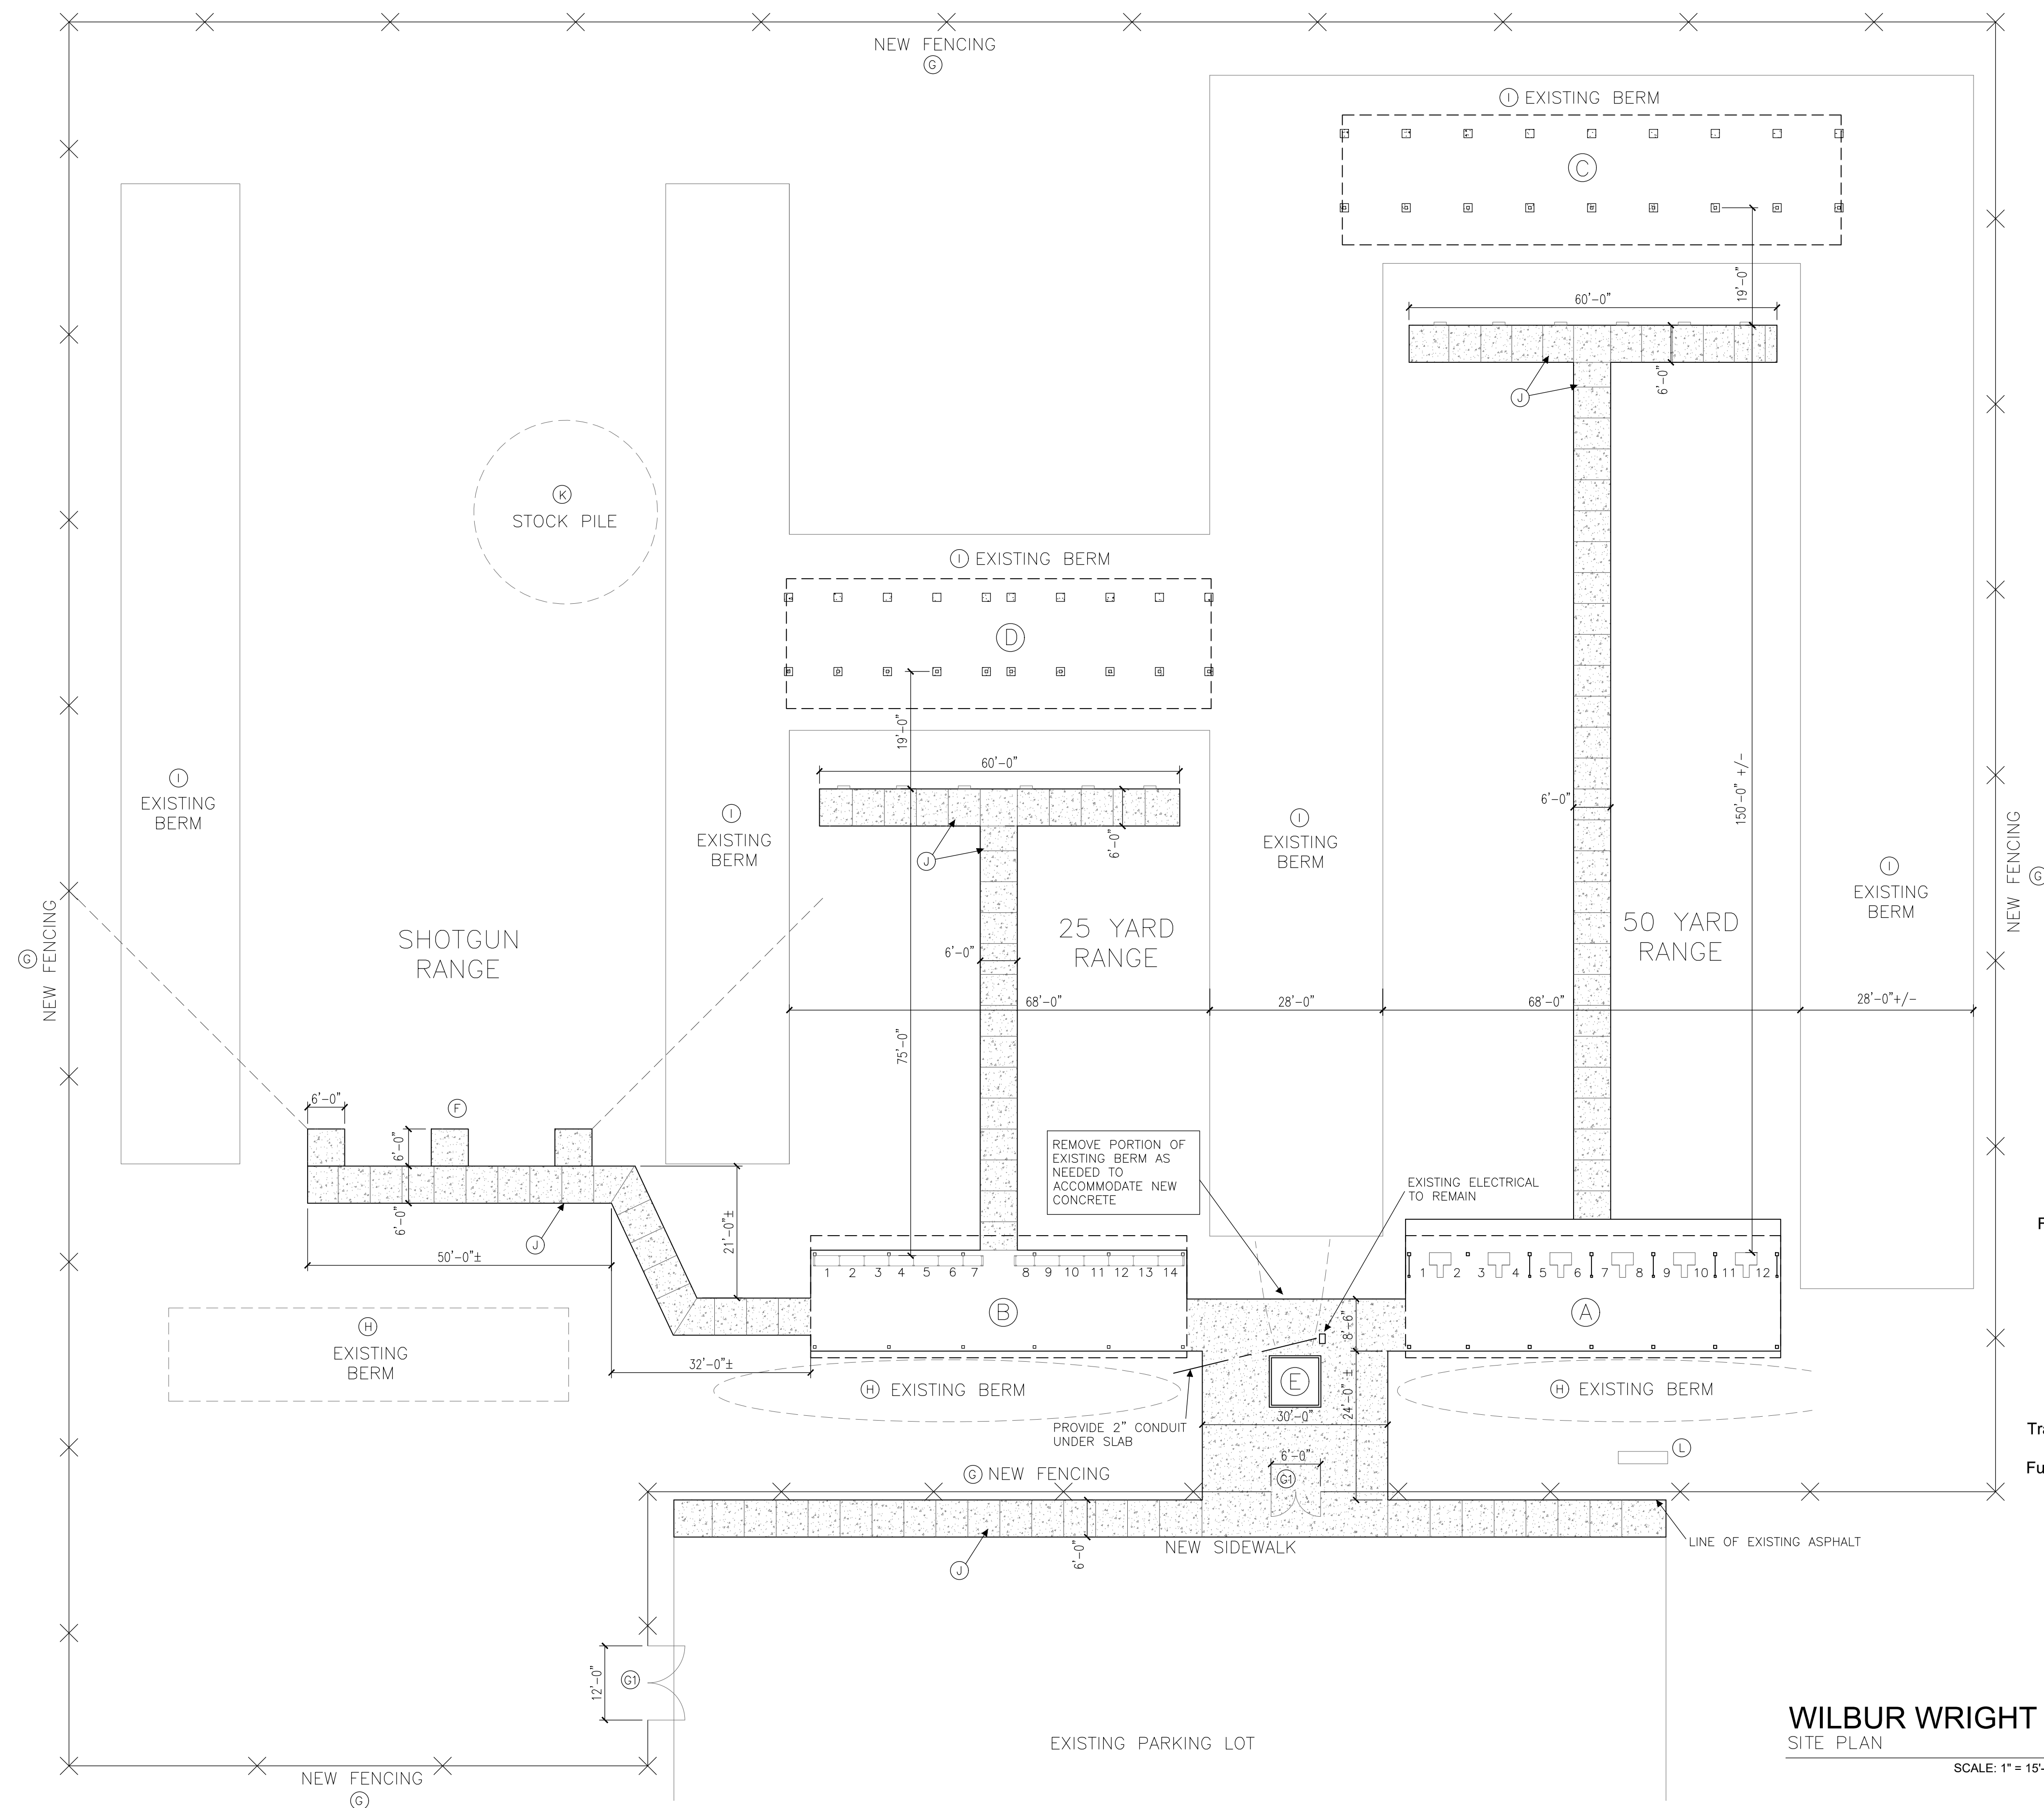 NEW FENCING
G
I EXISTING BERM
C
19'-0"
60'-0"
6'-0"
J
K
STOCK PILE
I EXISTING BERM
D
19'-0"
60'-0"
6'-0"
J
6'-0"
150'-0" +/-
I
EXISTING
BERM
I
EXISTING
BERM
I
EXISTING
BERM
I
EXISTING
BERM
NEW FENCING
G
NEW FENCING
G
SHOTGUN
RANGE
25 YARD
RANGE
50 YARD
RANGE
6'-0"
68'-0"
28'-0"
68'-0"
28'-0"+/-
75'-0"
6'-0"
F
6'-0"
6'-0"
J
50'-0"±
21'-0"±
REMOVE PORTION OF
EXISTING BERM AS
NEEDED TO
ACCOMMODATE NEW
CONCRETE
EXISTING ELECTRICAL
TO REMAIN
F
1 2 3 4 5 6 7 8 9 10 11 12 13 14
1 2 3 4 5 6 7 8 9 10 11 12
B
A
8'-6"
H
EXISTING
BERM
32'-0"±
H EXISTING BERM
E
H EXISTING BERM
24'-0" ±
30'-0"
PROVIDE 2" CONDUIT
UNDER SLAB
6'-0"
G1
L
Tra
Fu
G NEW FENCING
6'-0"
NEW SIDEWALK
J
LINE OF EXISTING ASPHALT
12'-0"
G1
EXISTING PARKING LOT
WILBUR WRIGHT
SITE PLAN
SCALE: 1" = 15'-
NEW FENCING
G